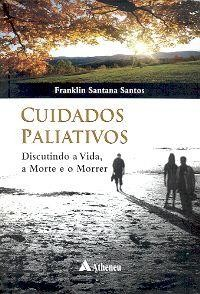 Franklin Santana Santos
CUIDADOS
PALIATIVOS
Discutindo a Vida,
a Morte e o Morrer
Atheneu